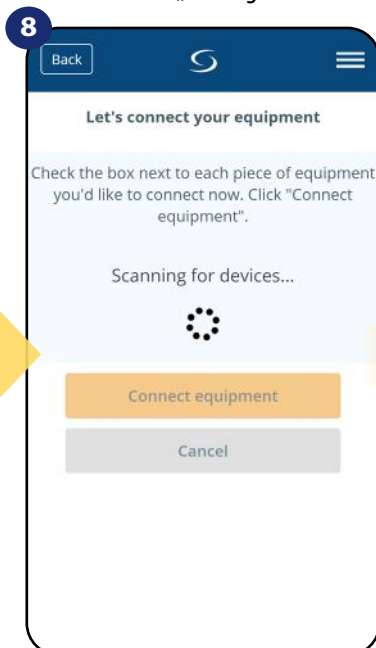 8
Back
Let's connect your equipment
Check the box next to each piece of equipment
you'd like to connect now. Click "Connect
equipment".
Scanning for devices...
Connect equipment
Cancel